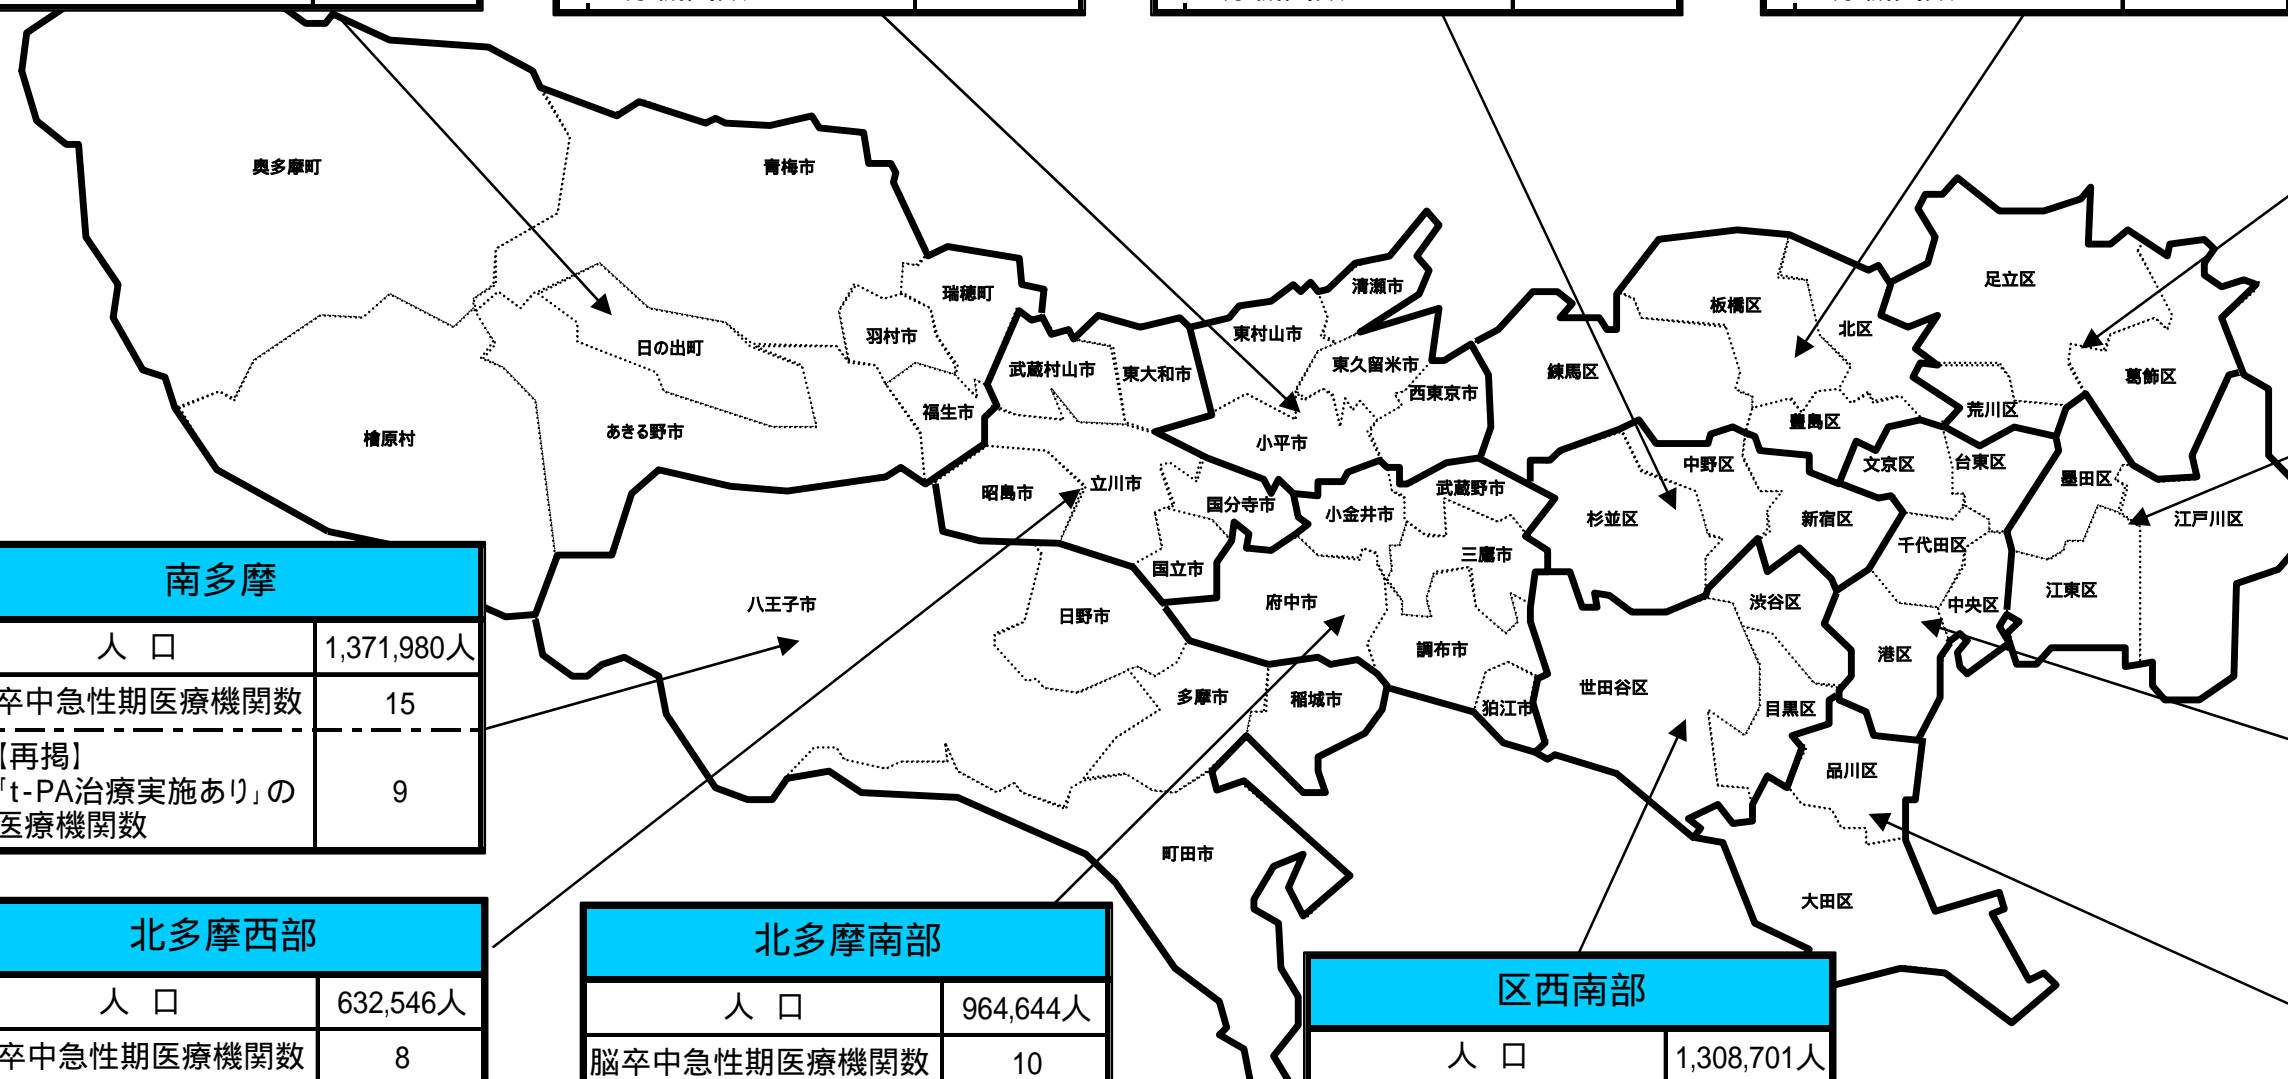 奥多摩町
青梅市
瑞穂町
羽村市
日の出町
福生市
あきる野市
檜原村
武蔵村山市
東大和市
東村山市
清瀬市
東久留米市
西東京市
小平市
昭島市
立川市
国分寺市
国立市
小金井市
武蔵野市
三鷹市
府中市
調布市
狛江市
八王子市
日野市
多摩市
稲城市
町田市
練馬区
板橋区
北区
豊島区
足立区
葛飾区
荒川区
文京区
台東区
墨田区
江戸川区
中野区
杉並区
新宿区
千代田区
中央区
江東区
渋谷区
港区
世田谷区
目黒区
品川区
大田区
南多摩
人 口 1,371,980人
卒中急性期医療機関数 15
【再掲】
「t-PA治療実施あり」の
医療機関数 9
北多摩西部
人 口 632,546人
卒中急性期医療機関数 8
北多摩南部
人 口 964,644人
脳卒中急性期医療機関数 10
区西南部
人 口 1,308,701人